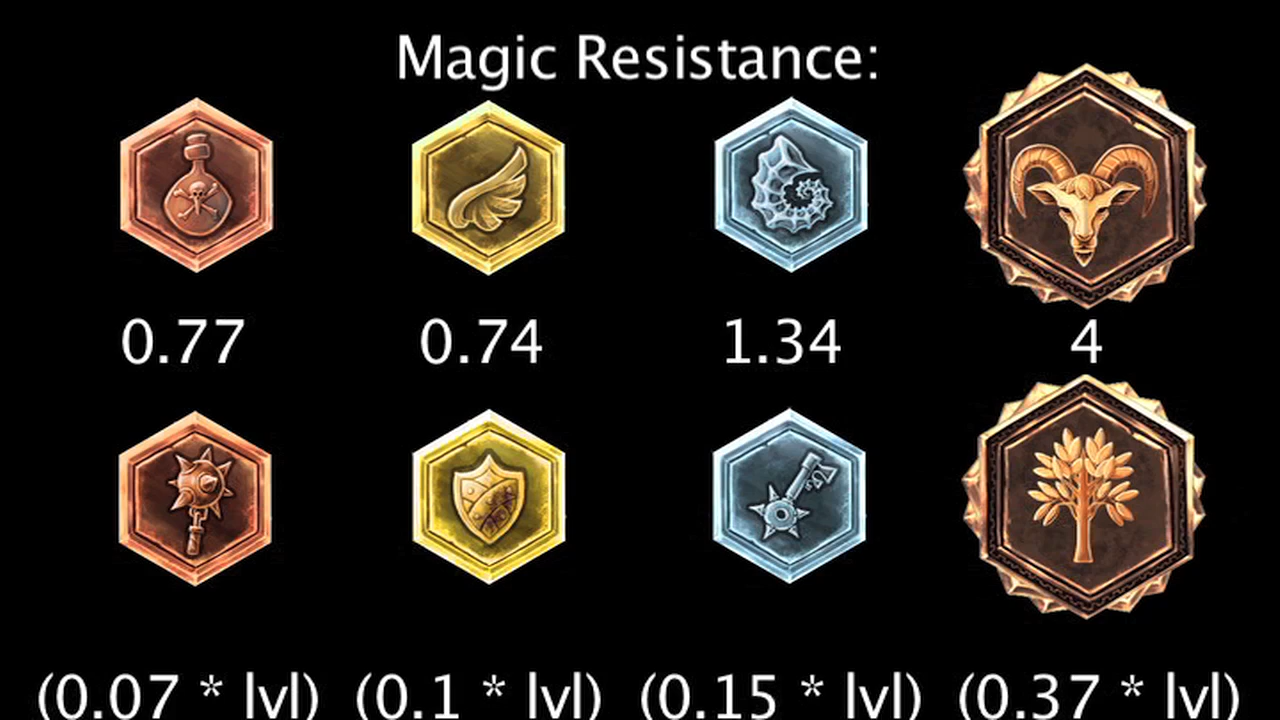 Magic Resistance:
0.77 0.74 1.34 4
(0.07 * lvl) (0.1 * lvl) (0.15 * lvl) (0.37 * lvl)